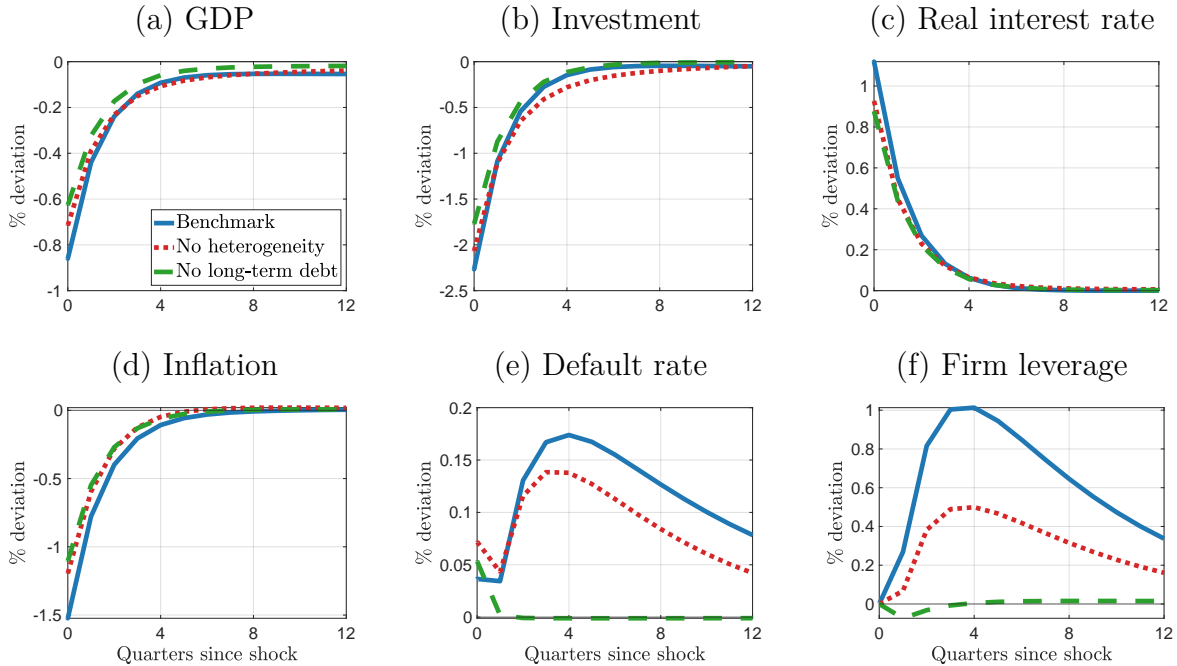 (a) GDP
0
-0.2
-0.4
-0.6
-0.8
-1
% deviation
Benchmark
No heterogeneity
No long-term debt
0 4 8 12
(b) Investment
0
-0.5
-1
-1.5
-2
-2.5
% deviation
0 4 8 12
(c) Real interest rate
1
0.8
0.6
0.4
0.2
0
% deviation
0 4 8 12
(d) Inflation
0
-0.5
-1
-1.5
% deviation
0 4 8 12
Quarters since shock
(e) Default rate
0.2
0.15
0.1
0.05
0
% deviation
0 4 8 12
Quarters since shock
(f) Firm leverage
1
0.8
0.6
0.4
0.2
0
% deviation
0 4 8 12
Quarters since shock